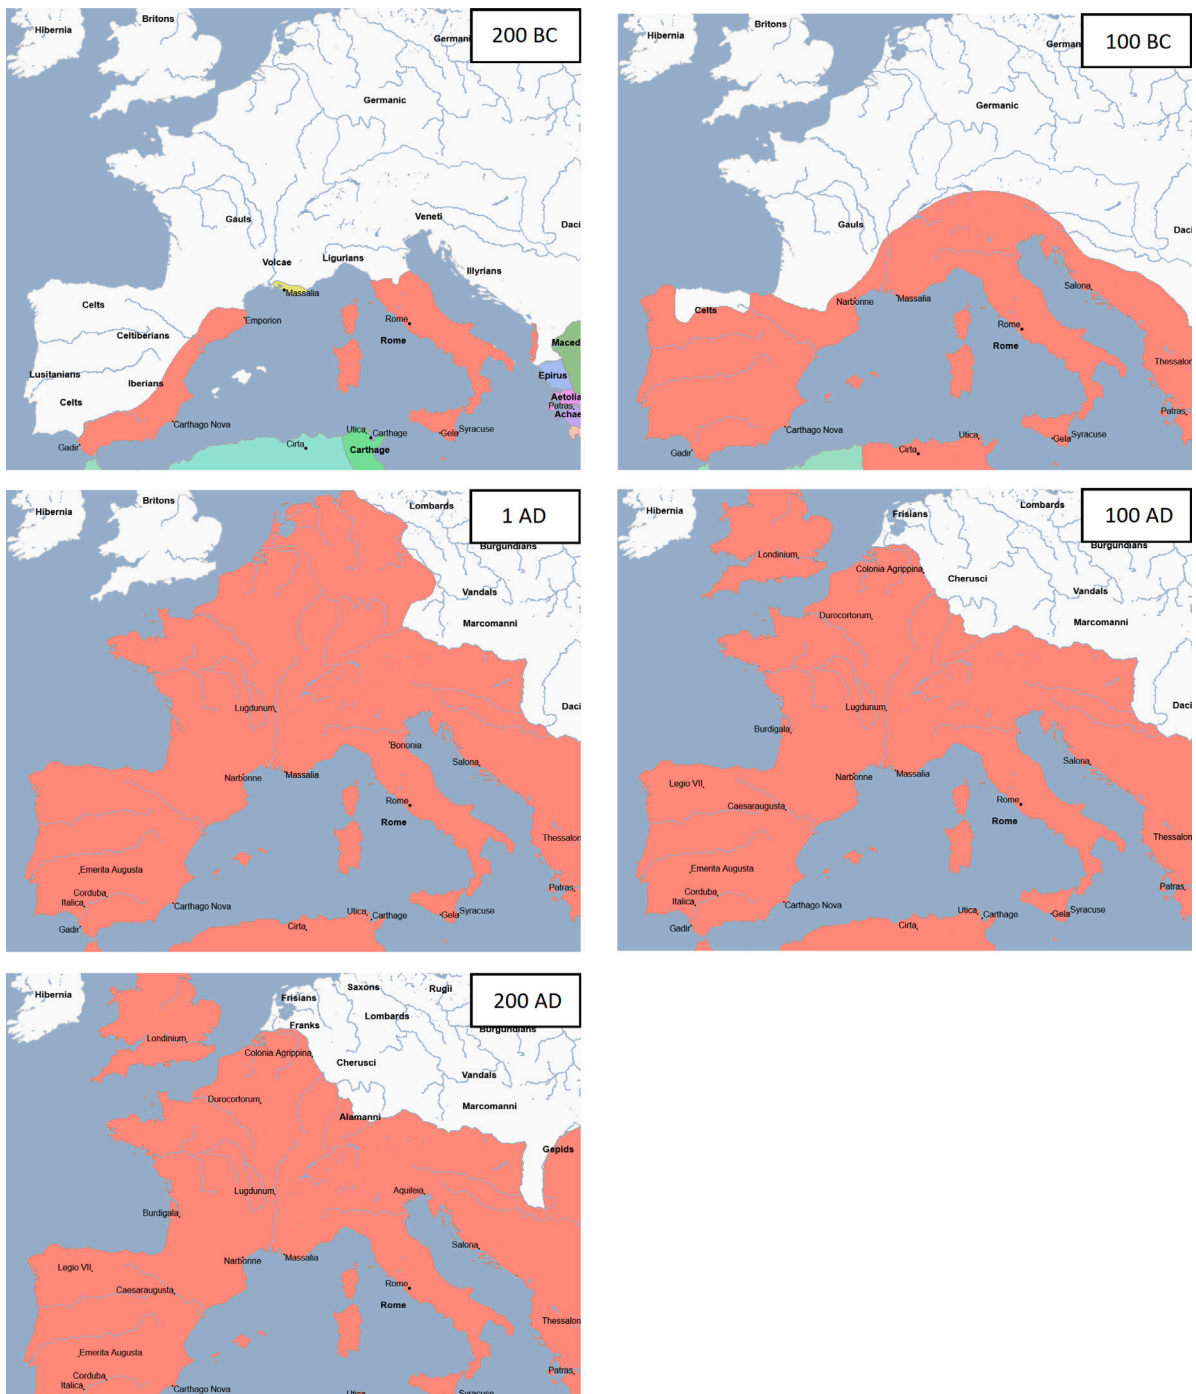 200 BC
Hibernia
Britons
Germani
Germanic
Gauls
Veneti
Daci
Volcae
Ligurians
Illyrians
Massalia
Celts
Emporion
Rome
Rome
Celtiberians
Maced
Lusitanians
Iberians
Epirus
Celts
Aetolia
Patras
Achae
Carthago Nova
Gadir
Utica
Carthage
Cirta
Carthage
Gela
Syracuse
100 BC
Hibernia
Britons
German
Germanic
Gauls
Daci
Salona
Narbonne
Massalia
Celts
Rome
Rome
Thessalon
Patras
Carthago Nova
Utica
Syracuse
Gela
Gadir
Cirta
1 AD
Hibernia
Britons
Lombards
Burgundians
Vandals
Marcomanni
Lugdunum
Daci
Bononia
Salona
Narbonne
Massalia
Rome
Rome
Thessalon
Emerita Augusta
Corduba
Italica
Patras
Carthago Nova
Utica
Carthage
Gela
Syracuse
Gadir
Cirta
100 AD
Hibernia
Frisians
Lombards
Burgundians
Londinium
Colonia Agrippina
Cherusci
Vandals
Durocortorum
Marcomanni
Lugdunum
Daci
Burdigala
Salona
Narbonne
Massalia
Legio VII
Caesaraugusta
Rome
Rome
Thessalon
Emerita Augusta
Corduba
Italica
Patras
Carthago Nova
Utica
Carthage
Gela
Syracuse
Gadir
Cirta
200 AD
Hibernia
Saxons
Rugii
Frisians
Lombards
Franks
Burgundians
Londinium
Colonia Agrippina
Cherusci
Vandals
Durocortorum
Marcomanni
Alamanni
Gepids
Lugdunum
Aquileia
Burdigala
Salona
Narbonne
Massalia
Legio VII
Caesaraugusta
Rome
Rome
Thessalon
Emerita Augusta
Patras
Corduba
Italica
Carthago Nova
Utica
Syracuse